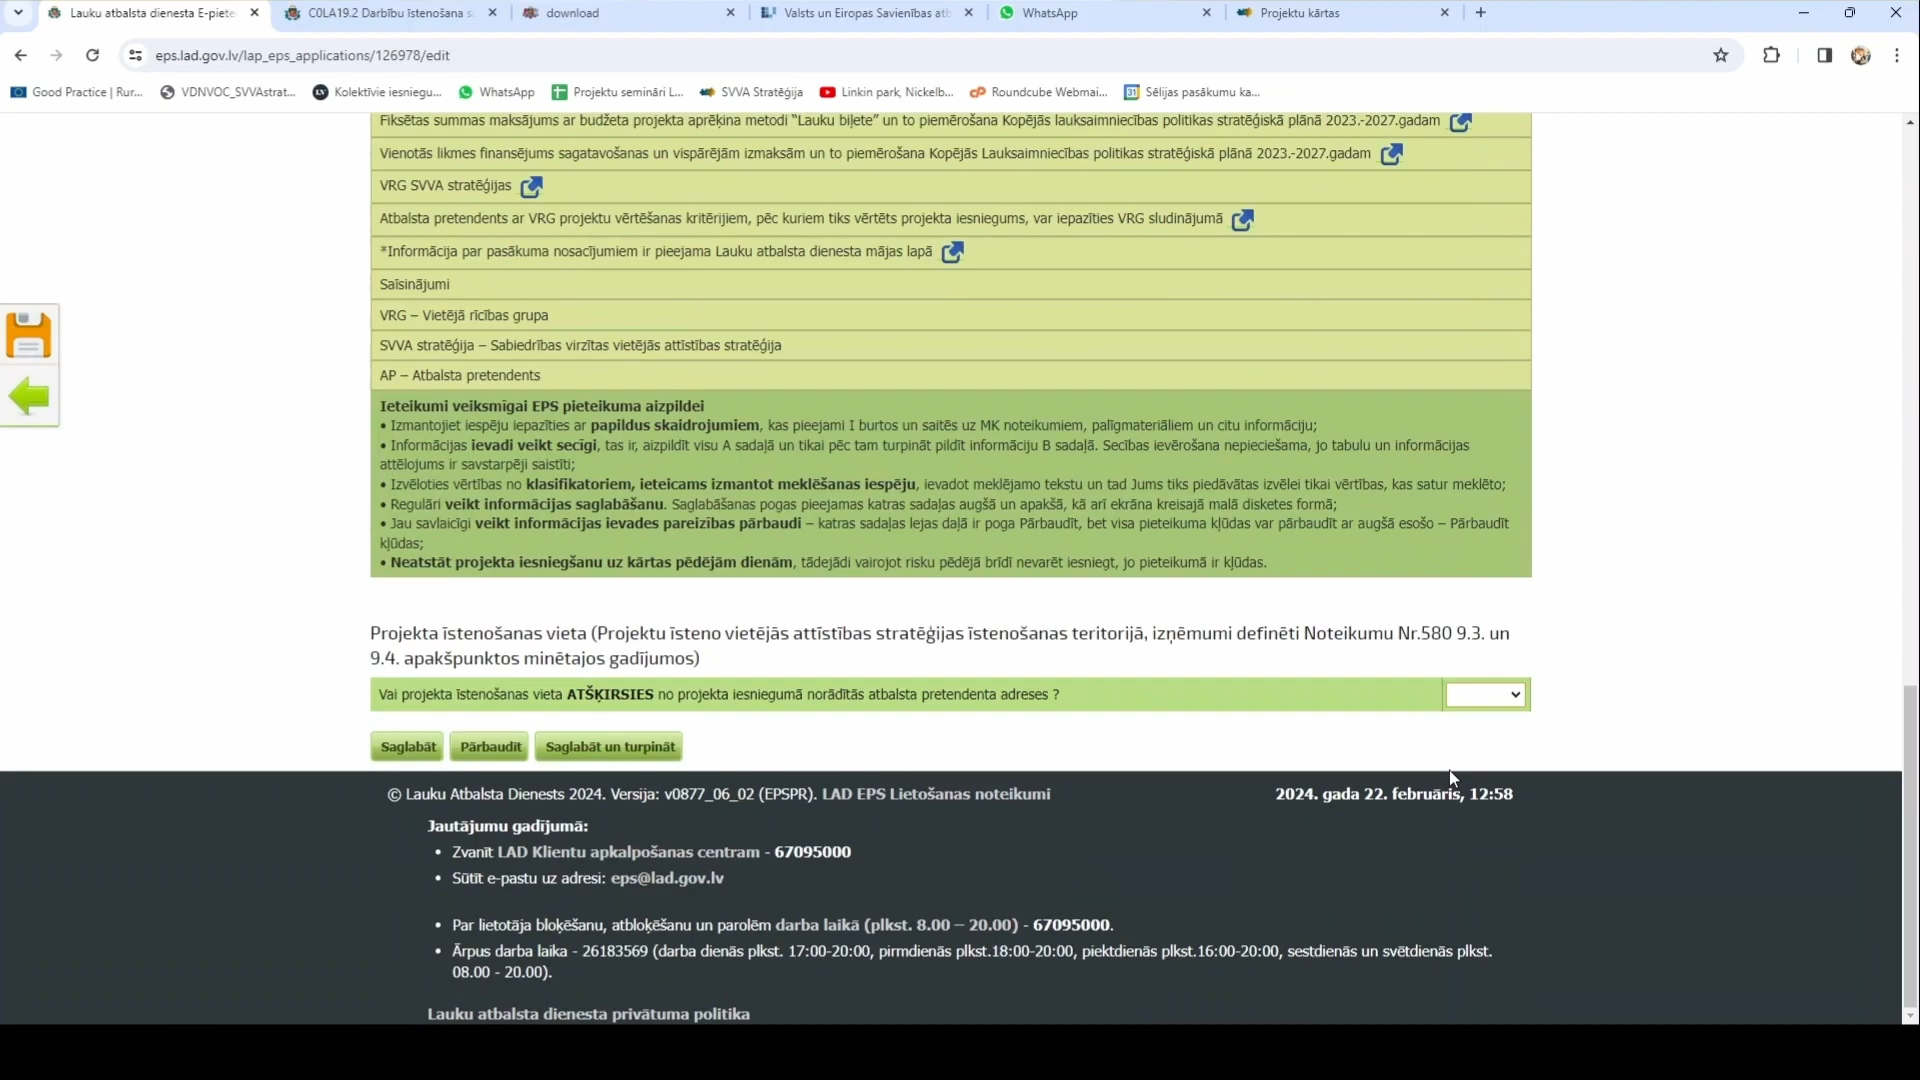 Lauku atbalsta dienesta E-piete
C0LA19.2 Darbību īstenošana sa
download
Valsts un Eiropas Savienības atb
WhatsApp
Projektu kārtas
eps.lad.gov.lv/lap_eps_applications/126978/edit
Good Practice | Rur...
VDNVOC_SVVAstrat...
Kolektīvie iesniegu...
WhatsApp
Projektu semināri L...
SVVA Stratēģija
Linkin park, Nickelb...
Roundcube Webmai...
Sēlijas pasākumu ka...
Fiksētas summas maksājums ar budžeta projekta aprēķina metodi “Lauku biļete” un to piemērošana Kopējās lauksaimniecības politikas stratēģiskā plānā 2023.-2027.gadam
Vienotās likmes finansējums sagatavošanas un vispārējām izmaksām un to piemērošana Kopējās Lauksaimniecības politikas stratēģiskā plānā 2023.-2027.gadam
VRG SVVA stratēģijas
Atbalsta pretendents ar VRG projektu vērtēšanas kritērijiem, pēc kuriem tiks vērtēts projekta iesniegums, var iepazīties VRG sludinājumā
*Informācija par pasākuma nosacījumiem ir pieejama Lauku atbalsta dienesta mājas lapā
Saīsinājumi
VRG – Vietējā rīcības grupa
SVVA stratēģija – Sabiedrības virzītas vietējās attīstības stratēģija
AP – Atbalsta pretendents
Ieteikumi veiksmīgai EPS pieteikuma aizpildei
• Izmantojiet iespēju iepazīties ar papildus skaidrojumiem, kas pieejami I burtos un saitēs uz MK noteikumiem, palīgmateriāliem un citu informāciju;
• Informācijas ievadi veikt secīgi, tas ir, aizpildīt visu A sadaļā un tikai pēc tam turpināt pildīt informāciju B sadaļā. Secības ievērošana nepieciešama, jo tabulu un informācijas
attēlojums ir savstarpēji saistīti;
• Izvēloties vērtības no klasifikatoriem, ieteicams izmantot meklēšanas iespēju, ievadot meklējamo tekstu un tad Jums tiks piedāvātas izvēlei tikai vērtības, kas satur meklēto;
• Regulāri veikt informācijas saglabāšanu. Saglabāšanas pogas pieejamas katras sadaļas augšā un apakšā, kā arī ekrāna kreisajā malā disketes formā;
• Jau savlaicīgi veikt informācijas ievades pareizības pārbaudi – katras sadaļas lejas daļā ir poga Pārbaudīt, bet visa pieteikuma kļūdas var pārbaudīt ar augšā esošo – Pārbaudīt
kļūdas;
• Neatstāt projekta iesniegšanu uz kārtas pēdējām dienām, tādejādi vairojot risku pēdējā brīdī nevarēt iesniegt, jo pieteikumā ir kļūdas.
Projekta īstenošanas vieta (Projektu īsteno vietējās attīstības stratēģijas īstenošanas teritorijā, izņēmumi definēti Noteikumu Nr.580 9.3. un
9.4. apakšpunktos minētajos gadījumos)
Vai projekta īstenošanas vieta ATŠĶIRSIES no projekta iesniegumā norādītās atbalsta pretendenta adreses ?
Saglabāt
Pārbaudīt
Saglabāt un turpināt
© Lauku Atbalsta Dienests 2024. Versija: v0877_06_02 (EPSPR). LAD EPS Lietošanas noteikumi
2024. gada 22. februāris, 12:58
Jautājumu gadījumā:
• Zvanīt LAD Klientu apkalpošanas centram - 67095000
• Sūtīt e-pastu uz adresi: eps@lad.gov.lv
• Par lietotāja bloķēšanu, atbloķēšanu un parolēm darba laikā (plkst. 8.00 – 20.00) - 67095000.
• Ārpus darba laika - 26183569 (darba dienās plkst. 17:00-20:00, pirmdienās plkst.18:00-20:00, piektdienās plkst.16:00-20:00, sestdienās un svētdienās plkst.
08.00 - 20.00).
Lauku atbalsta dienesta privātuma politika